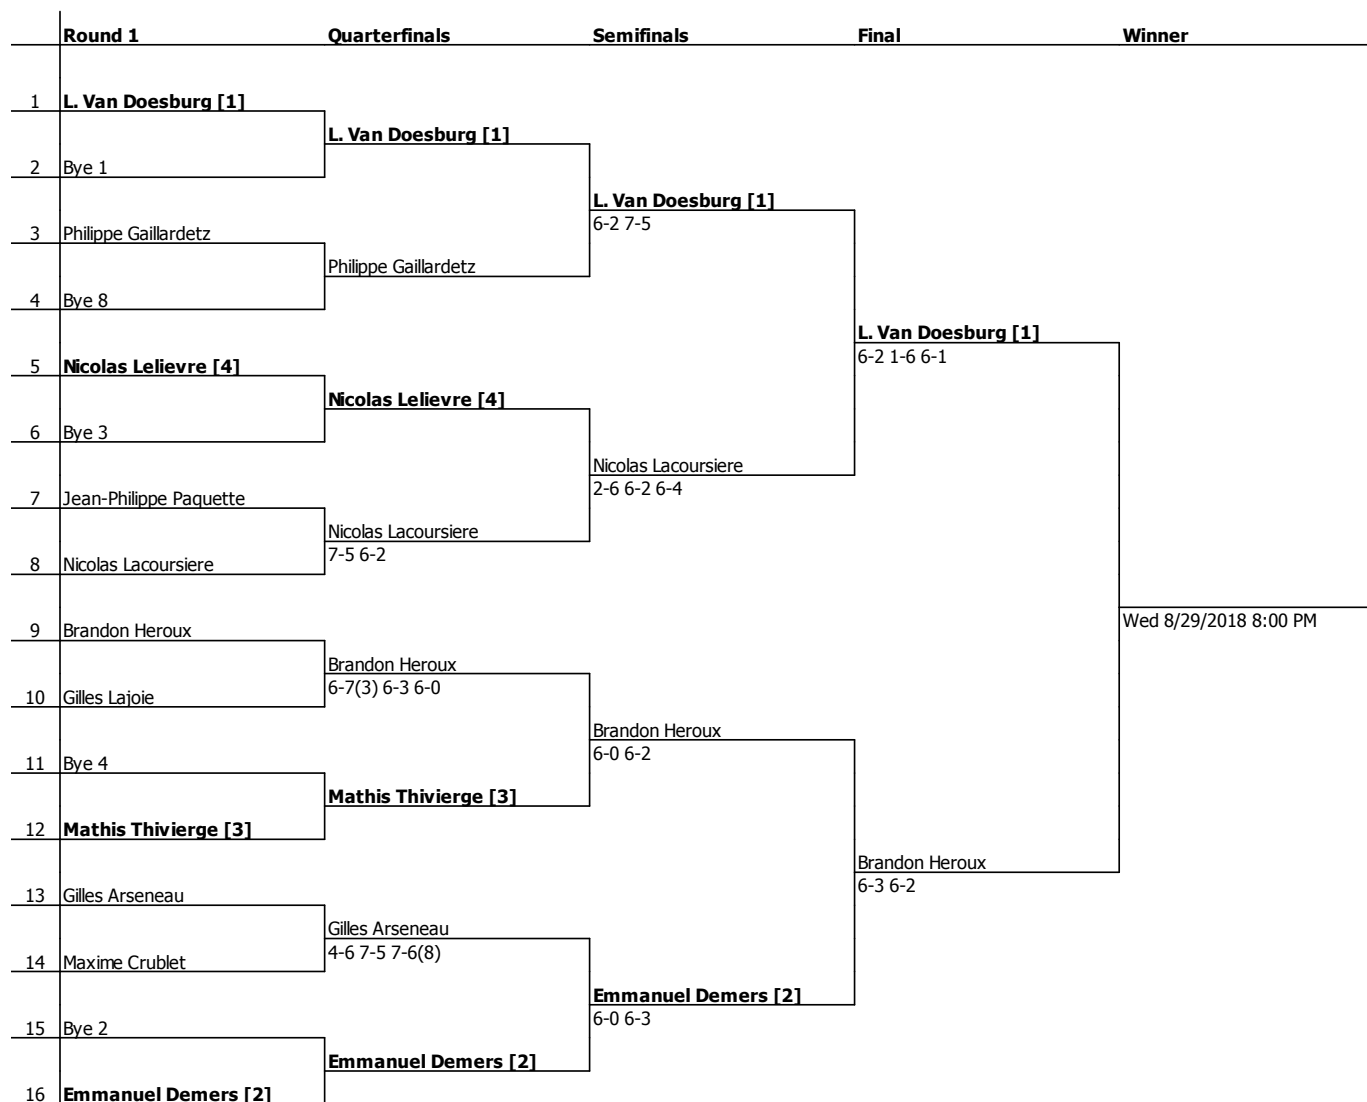 Round 1 Quarterfinals Semifinals Final Winner
1 L. Van Doesburg [1]
L. Van Doesburg [1]
2 Bye 1
L. Van Doesburg [1]
6-2 7-5
3 Philippe Gaillardetz
Philippe Gaillardetz
4 Bye 8
L. Van Doesburg [1]
6-2 1-6 6-1
5 Nicolas Lelievre [4]
Nicolas Lelievre [4]
6 Bye 3
Nicolas Lacoursiere
2-6 6-2 6-4
7 Jean-Philippe Paquette
Nicolas Lacoursiere
7-5 6-2
8 Nicolas Lacoursiere
Wed 8/29/2018 8:00 PM
9 Brandon Heroux
Brandon Heroux
6-7(3) 6-3 6-0
10 Gilles Lajoie
Brandon Heroux
6-0 6-2
11 Bye 4
Mathis Thivierge [3]
12 Mathis Thivierge [3]
Brandon Heroux
6-3 6-2
13 Gilles Arseneau
Gilles Arseneau
4-6 7-5 7-6(8)
14 Maxime Crublet
Emmanuel Demers [2]
6-0 6-3
15 Bye 2
Emmanuel Demers [2]
16 Emmanuel Demers [2]